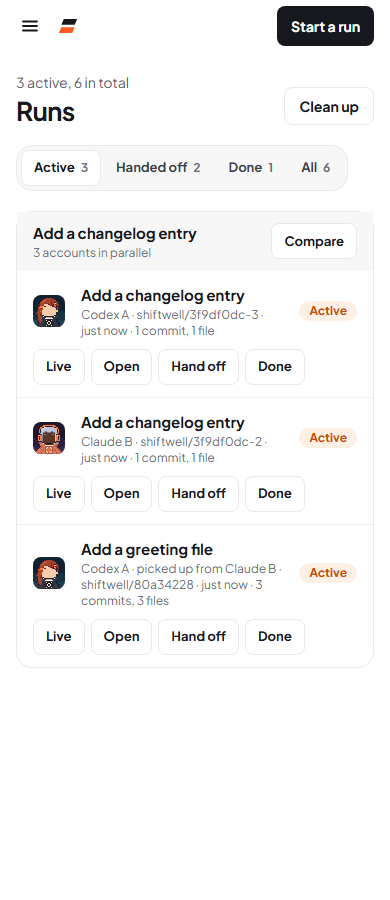 Start a run
3 active, 6 in total
Runs
Clean up
Active 3 Handed off 2 Done 1 All 6
Add a changelog entry
3 accounts in parallel
Compare
Add a changelog entry
Codex A · shiftwell/3f9df0dc-3 ·
just now · 1 commit, 1 file
Active
Live Open Hand off Done
Add a changelog entry
Claude B · shiftwell/3f9df0dc-2 ·
just now · 1 commit, 1 file
Active
Live Open Hand off Done
Add a greeting file
Codex A · picked up from Claude B ·
shiftwell/80a34228 · just now · 3
commits, 3 files
Active
Live Open Hand off Done